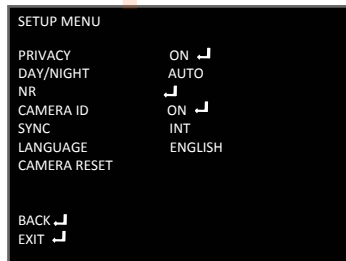 SETUP MENU
PRIVACY ON ↵
DAY/NIGHT AUTO
NR ↵
CAMERA ID ON ↵
SYNC INT
LANGUAGE ENGLISH
CAMERA RESET
BACK ↵
EXIT ↵